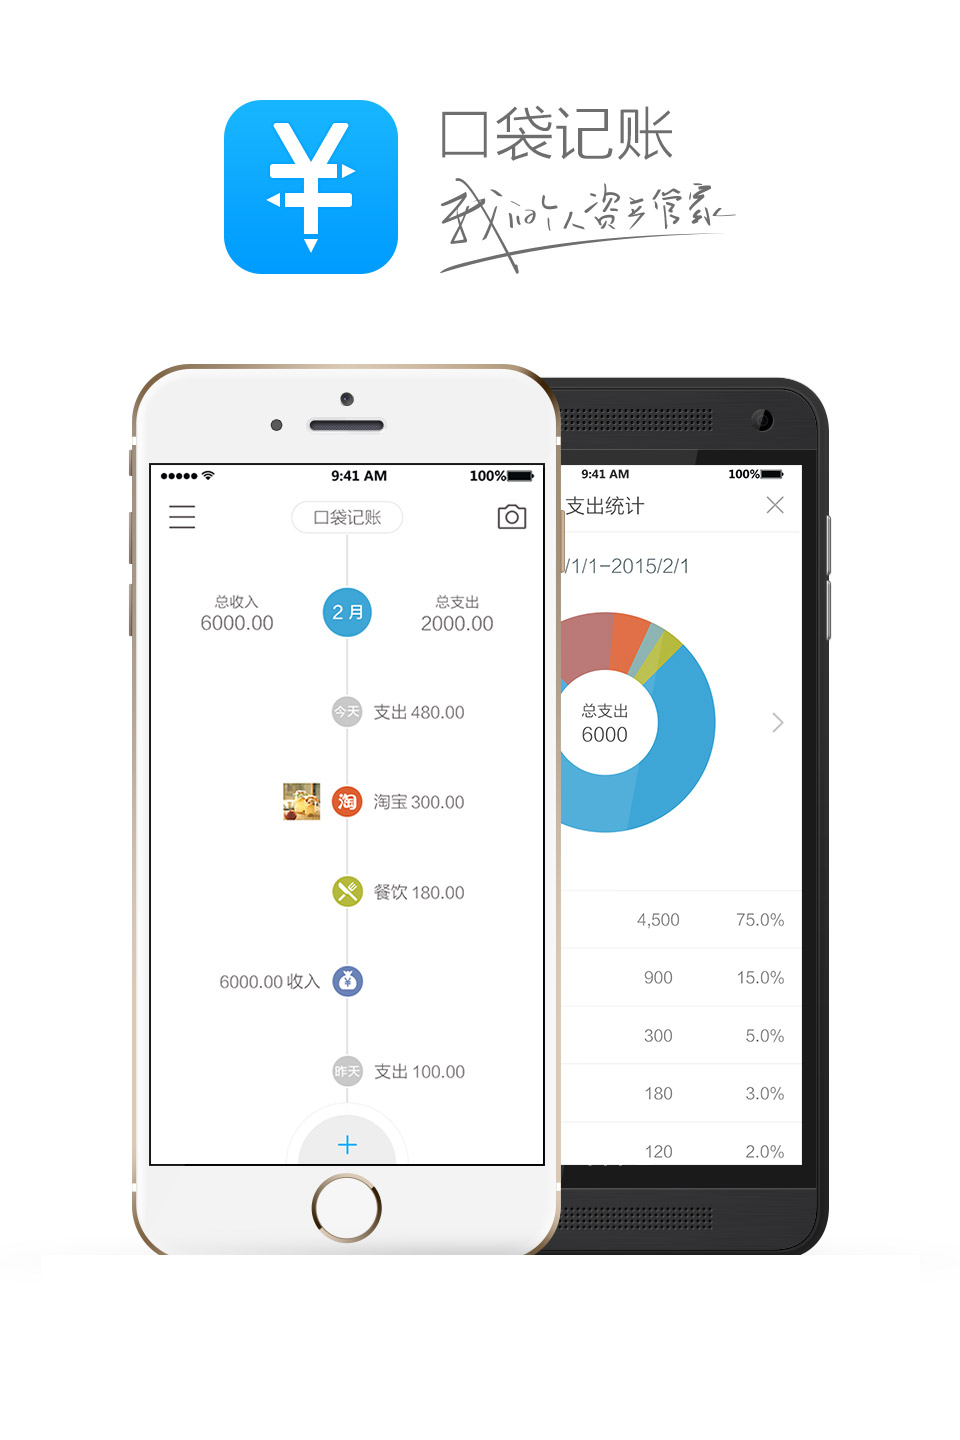 口袋记账
我的个人资产管家
9:41 AM 100%
口袋记账
总收入 2 月 总支出
6000.00 2000.00
今天 支出 480.00
淘 淘宝 300.00
餐饮 180.00
6000.00 收入
昨天 支出 100.00
+
9:41 AM 100%
支出统计
/1/1-2015/2/1
总支出
6000
4,500 75.0%
900 15.0%
300 5.0%
180 3.0%
120 2.0%